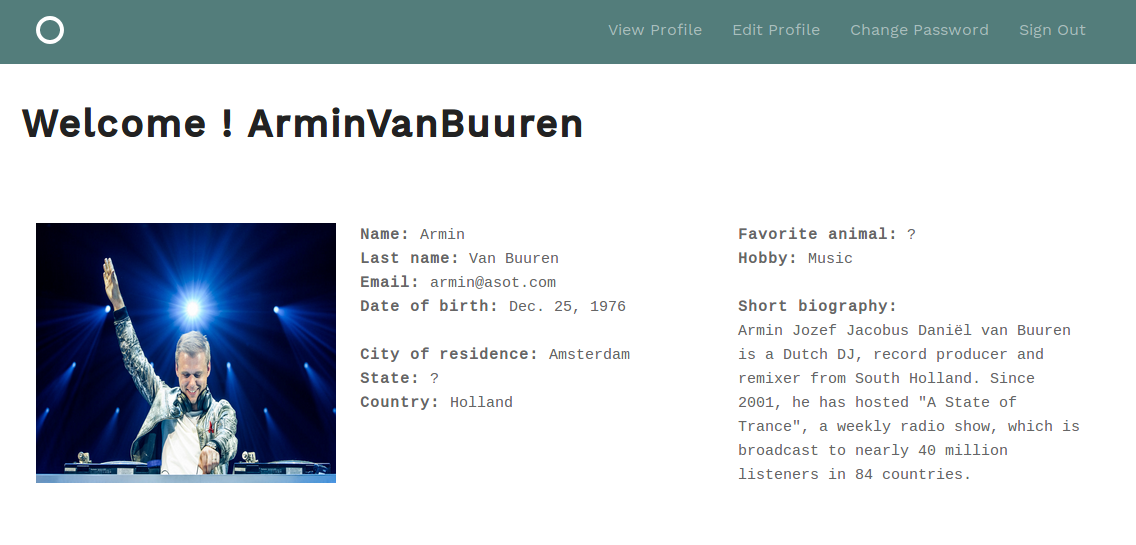 View Profile Edit Profile Change Password Sign Out
Welcome ! ArminVanBuuren
Name: Armin
Last name: Van Buuren
Email: armin@asot.com
Date of birth: Dec. 25, 1976
City of residence: Amsterdam
State: ?
Country: Holland
Favorite animal: ?
Hobby: Music
Short biography:
Armin Jozef Jacobus Daniël van Buuren
is a Dutch DJ, record producer and
remixer from South Holland. Since
2001, he has hosted "A State of
Trance", a weekly radio show, which is
broadcast to nearly 40 million
listeners in 84 countries.